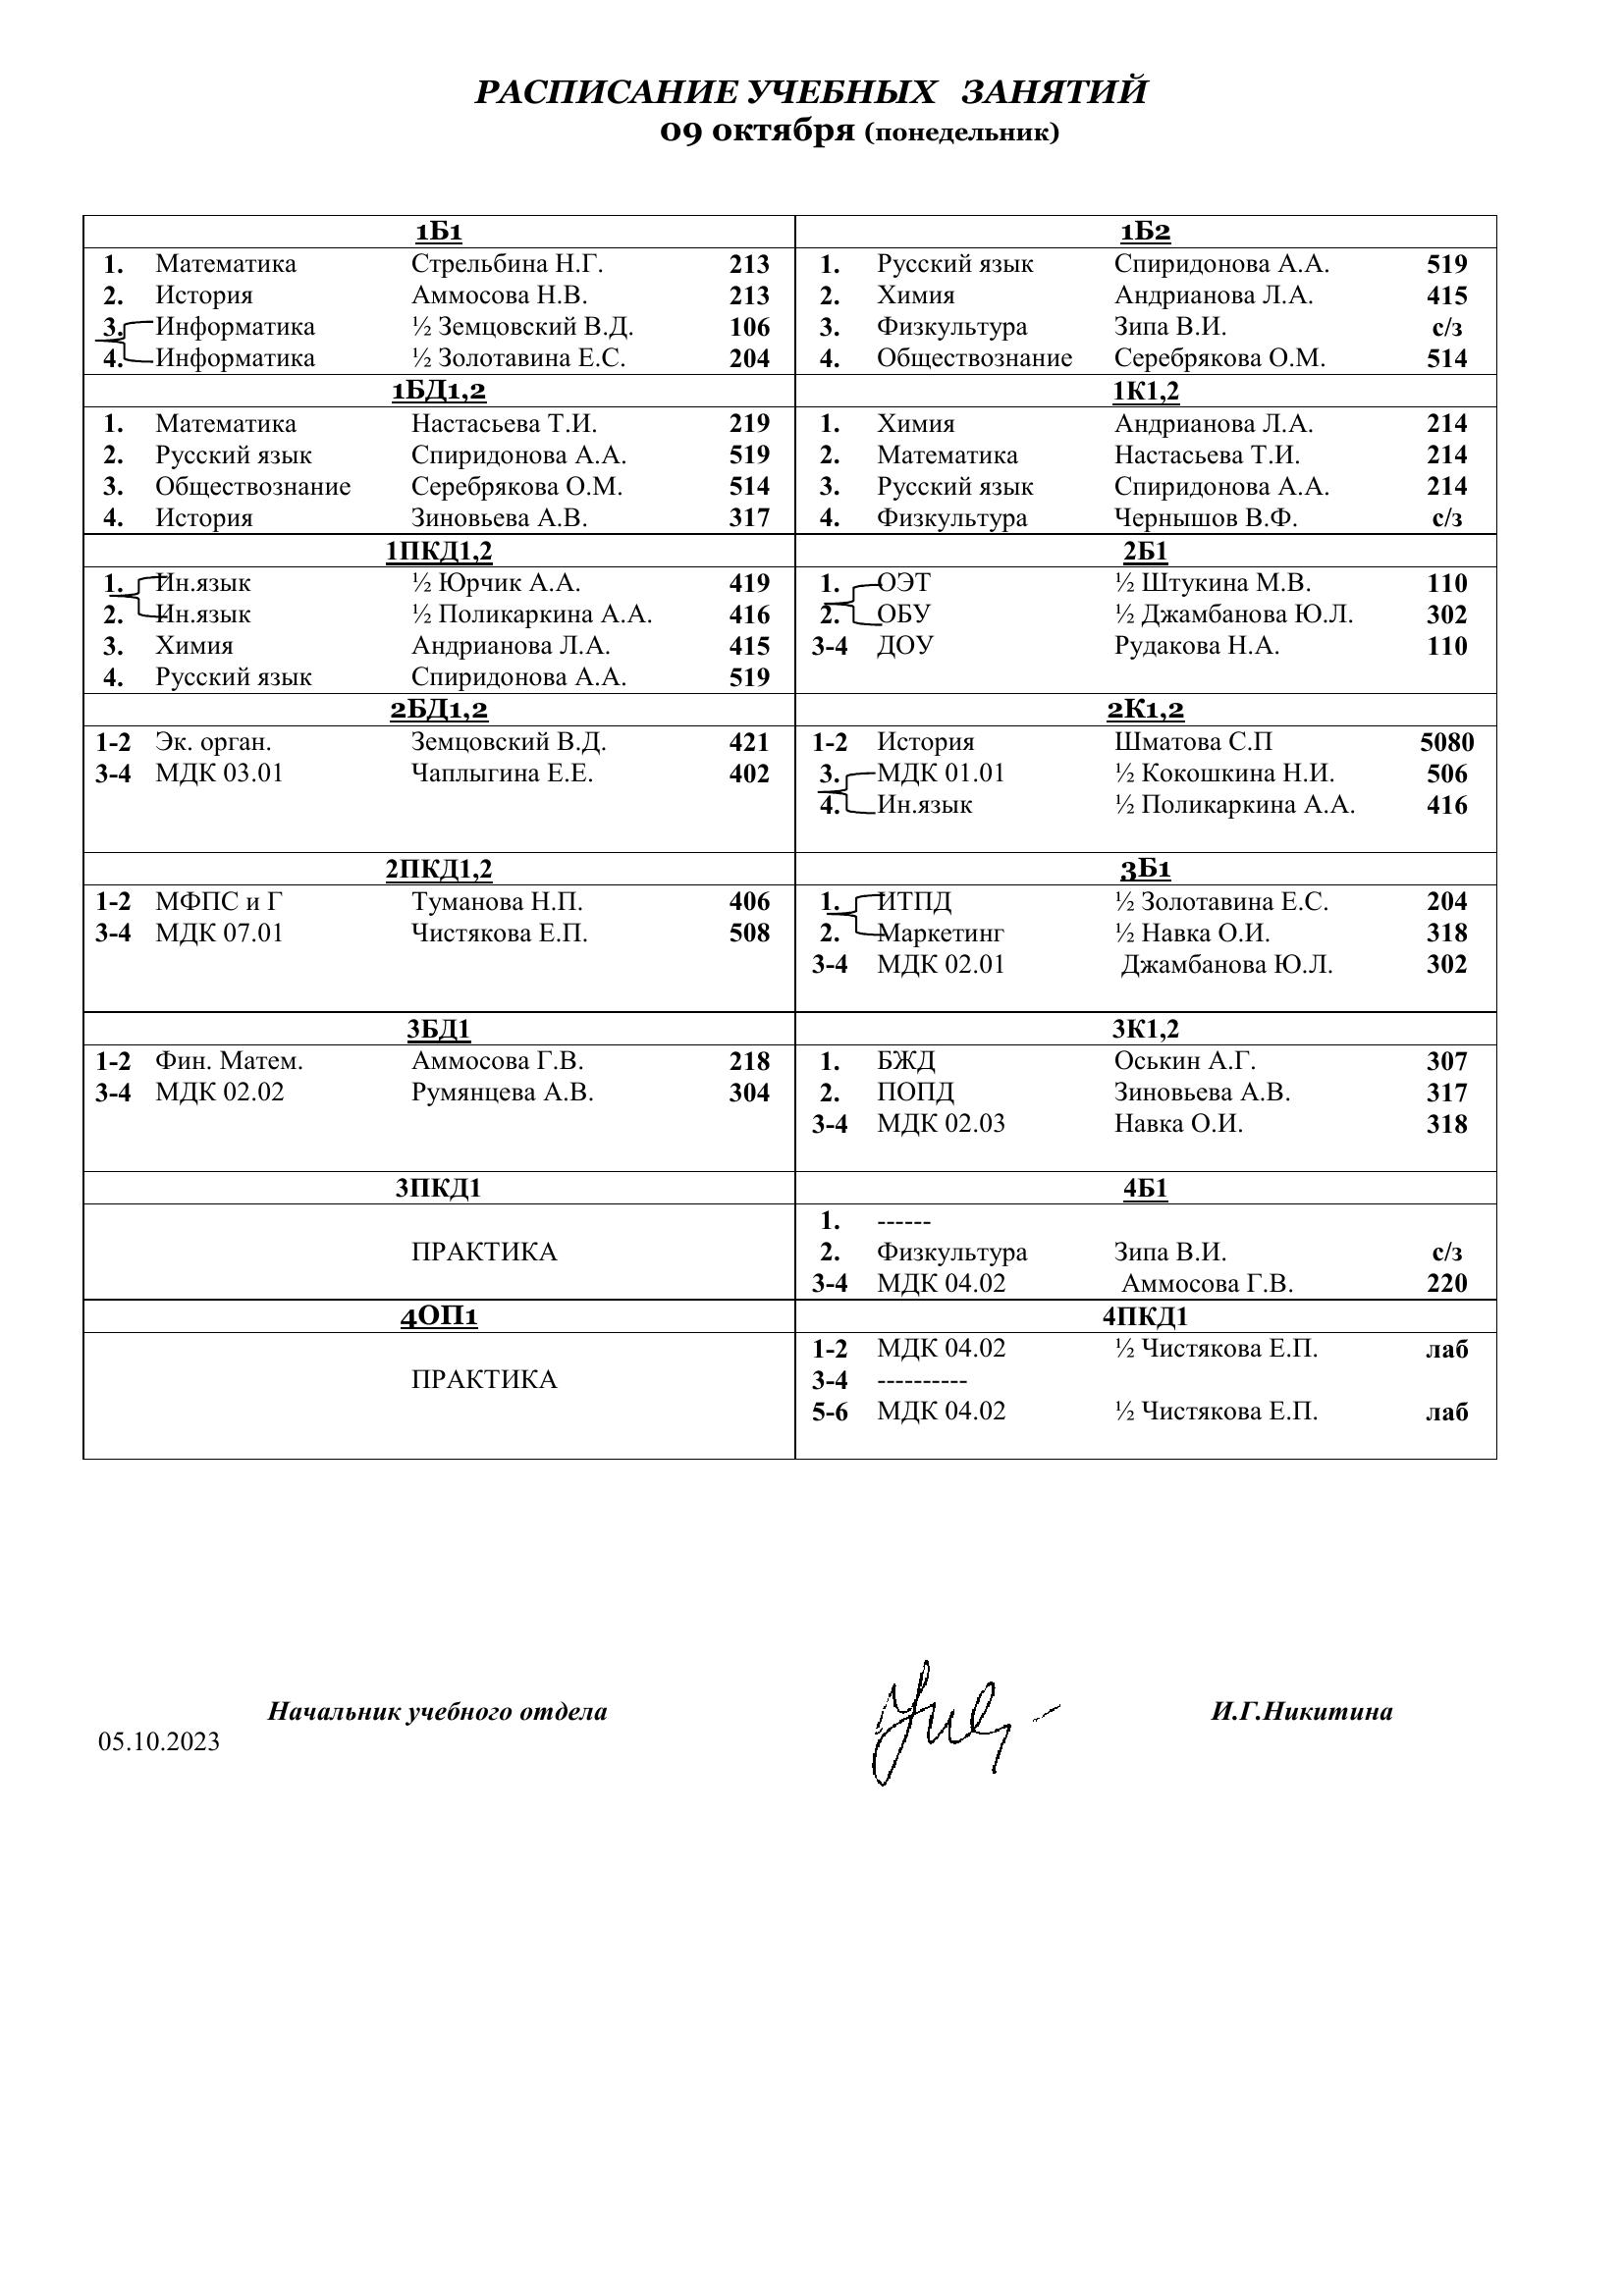 РАСПИСАНИЕ УЧЕБНЫХ ЗАНЯТИЙ
09 октября (понедельник)
1Б1
1. Математика Стрельбина Н.Г. 213
2. История Аммосова Н.В. 213
3. Информатика ½ Земцовский В.Д. 106
4. Информатика ½ Золотавина Е.С. 204
1Б2
1. Русский язык Спиридонова А.А. 519
2. Химия Андрианова Л.А. 415
3. Физкультура Зипа В.И. с/з
4. Обществознание Серебрякова О.М. 514
1БД1,2
1. Математика Настасьева Т.И. 219
2. Русский язык Спиридонова А.А. 519
3. Обществознание Серебрякова О.М. 514
4. История Зиновьева А.В. 317
1К1,2
1. Химия Андрианова Л.А. 214
2. Математика Настасьева Т.И. 214
3. Русский язык Спиридонова А.А. 214
4. Физкультура Чернышов В.Ф. с/з
1ПКД1,2
1. Ин.язык ½ Юрчик А.А. 419
2. Ин.язык ½ Поликаркина А.А. 416
3. Химия Андрианова Л.А. 415
4. Русский язык Спиридонова А.А. 519
2Б1
1. ОЭТ ½ Штукина М.В. 110
2. ОБУ ½ Джамбанова Ю.Л. 302
3-4 ДОУ Рудакова Н.А. 110
2БД1,2
1-2 Эк. орган. Земцовский В.Д. 421
3-4 МДК 03.01 Чаплыгина Е.Е. 402
2К1,2
1-2 История Шматова С.П 5080
3. МДК 01.01 ½ Кокошкина Н.И. 506
4. Ин.язык ½ Поликаркина А.А. 416
2ПКД1,2
1-2 МФПС и Г Туманова Н.П. 406
3-4 МДК 07.01 Чистякова Е.П. 508
3Б1
1. ИТПД ½ Золотавина Е.С. 204
2. Маркетинг ½ Навка О.И. 318
3-4 МДК 02.01 Джамбанова Ю.Л. 302
3БД1
1-2 Фин. Матем. Аммосова Г.В. 218
3-4 МДК 02.02 Румянцева А.В. 304
3К1,2
1. БЖД Оськин А.Г. 307
2. ПОПД Зиновьева А.В. 317
3-4 МДК 02.03 Навка О.И. 318
3ПКД1
ПРАКТИКА
4Б1
1. ------
2. Физкультура Зипа В.И. с/з
3-4 МДК 04.02 Аммосова Г.В. 220
4ОП1
ПРАКТИКА
4ПКД1
1-2 МДК 04.02 ½ Чистякова Е.П. лаб
3-4 ----------
5-6 МДК 04.02 ½ Чистякова Е.П. лаб
Начальник учебного отдела И.Г.Никитина
05.10.2023